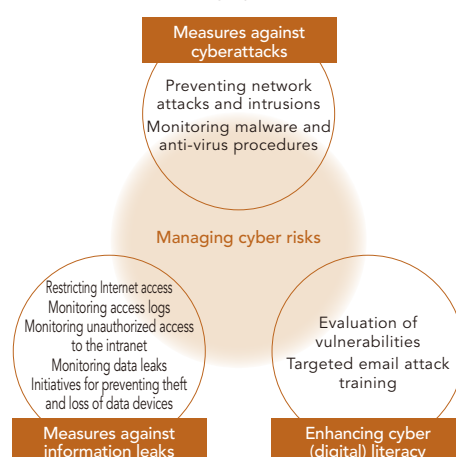 Measures against
cyberattacks
Preventing network
attacks and intrusions
Monitoring malware and
anti-virus procedures
Managing cyber risks
Restricting Internet access
Monitoring access logs
Monitoring unauthorized access
to the intranet
Monitoring data leaks
Initiatives for preventing theft
and loss of data devices
Measures against
information leaks
Evaluation of
vulnerabilities
Targeted email attack
training
Enhancing cyber
(digital) literacy